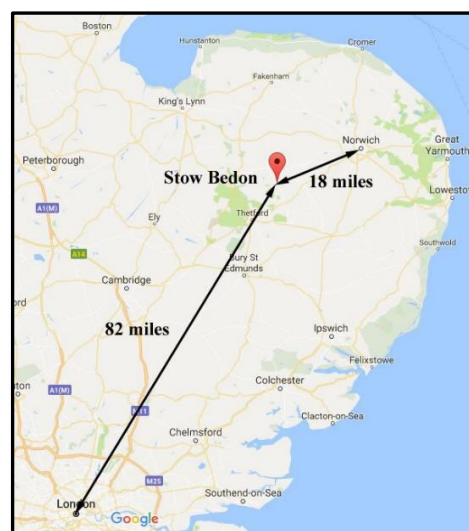 Boston
Hunstanton
Cromer
Fakenham
King's Lynn
Norwich
Great
Yarmouth
Peterborough
Stow Bedon
18 miles
Lowestoft
A1(M)
Ely
Thetford
Southwold
A14
Bury St
Edmunds
Cambridge
82 miles
Ipswich
Felixstowe
A1(M)
M11
Colchester
Clacton-on-Sea
Chelmsford
M25
London
Google
Southend-on-Sea